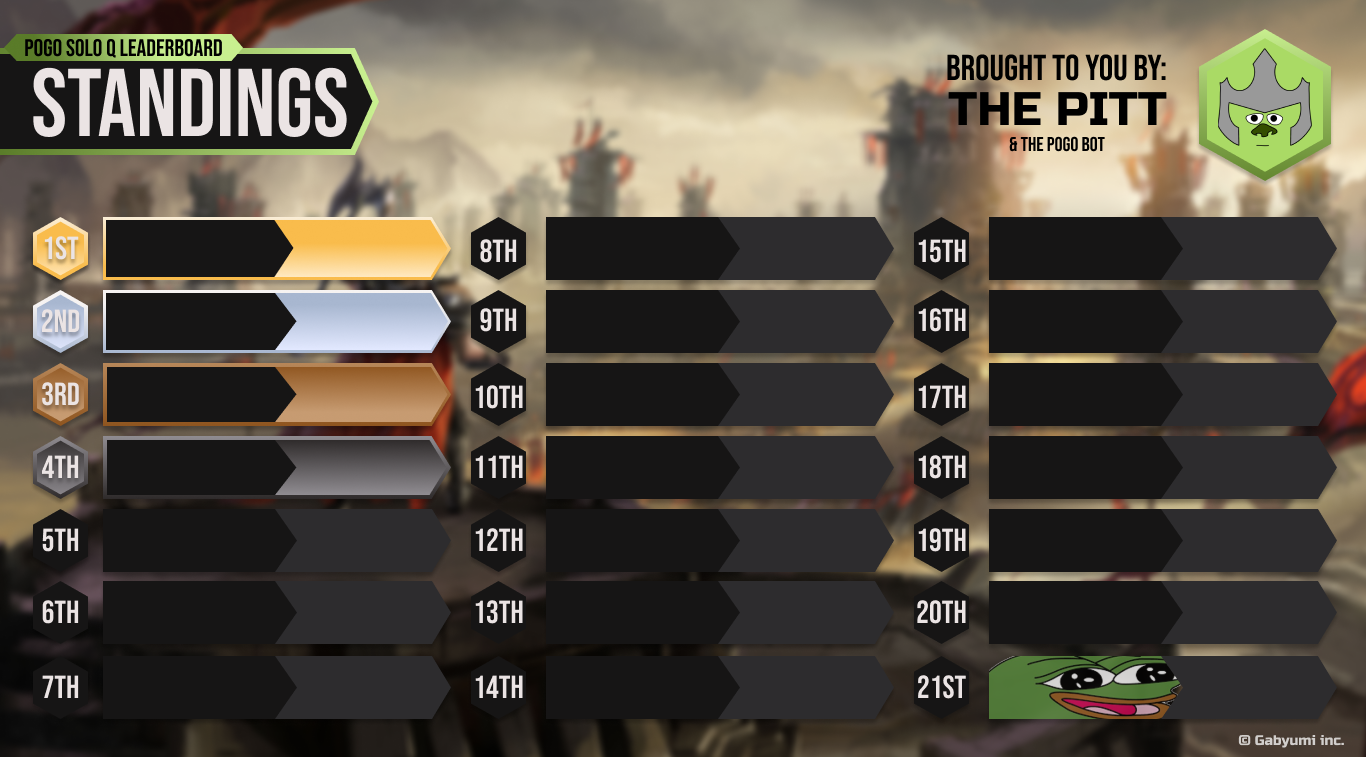 POGO SOLO Q LEADERBOARD
STANDINGS
BROUGHT TO YOU BY:
THE PITT
& THE POGO BOT
1ST
2ND
3RD
4TH
5TH
6TH
7TH
8TH
9TH
10TH
11TH
12TH
13TH
14TH
15TH
16TH
17TH
18TH
19TH
20TH
21ST
© Gabyumi inc.